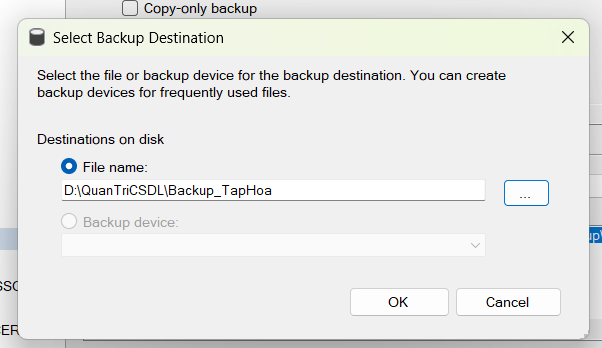 Copy-only backup
Select Backup Destination
Select the file or backup device for the backup destination. You can create
backup devices for frequently used files.
Destinations on disk
File name:
D:\QuanTriCSDL\Backup_TapHoa
...
Backup device:
OK
Cancel